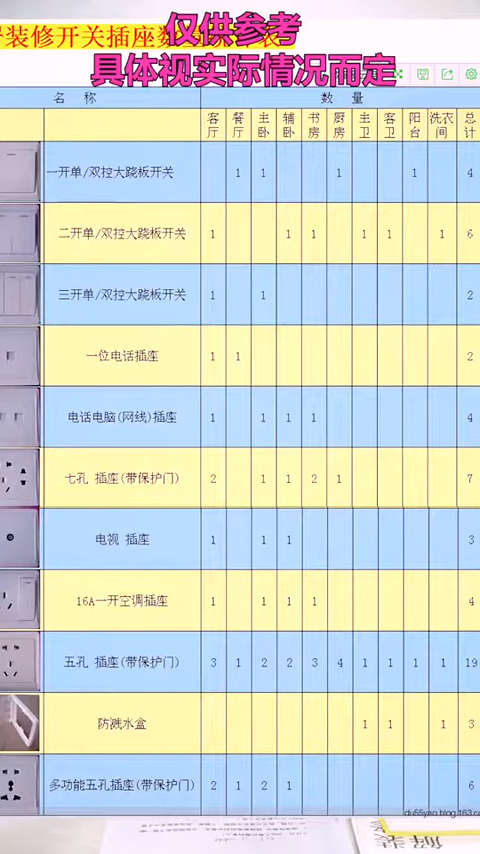 仅供参考
装修开关插座数
具体视实际情况而定
名 称 数 量
客厅 餐厅 主卧 辅卧 书房 厨房 主卫 客卫 阳台 洗衣间 总计
一开单/双控大跷板开关 1 1 1 1 4
二开单/双控大跷板开关 1 1 1 1 1 1 6
三开单/双控大跷板开关 1 1 2
一位电话插座 1 1 2
电话电脑(网线)插座 1 1 1 1 4
七孔 插座(带保护门) 2 1 1 2 1 7
电视 插座 1 1 1 3
16A一开空调插座 1 1 1 1 4
五孔 插座(带保护门) 3 1 2 2 3 4 1 1 1 1 19
防溅水盒 1 1 1 3
多功能五孔插座(带保护门) 2 1 2 1 6
du55yao.blog.163.c